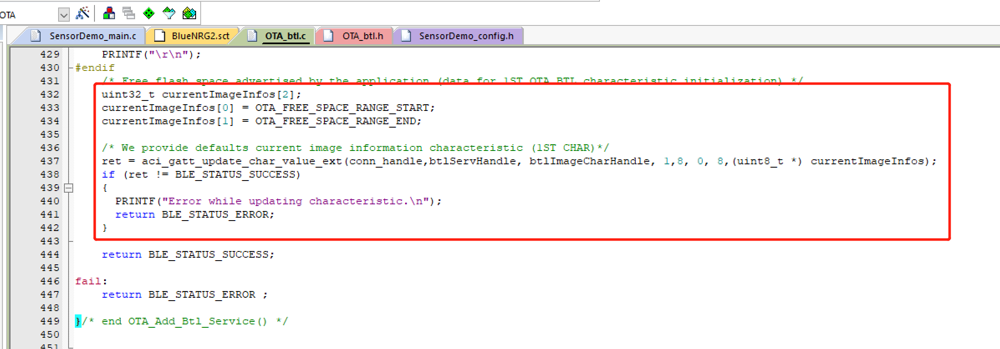 OTA
SensorDemo_main.c BlueNRG2.sct OTA_btl.c OTA_btl.h SensorDemo_config.h
429 PRINTF("\r\n");
430 #endif
431 /* Free flash space advertised by the application (data for 1ST OTA BTL characteristic initialization) */
432 uint32_t currentImageInfos[2];
433 currentImageInfos[0] = OTA_FREE_SPACE_RANGE_START;
434 currentImageInfos[1] = OTA_FREE_SPACE_RANGE_END;
435
436 /* We provide defaults current image information characteristic (1ST CHAR)*/
437 ret = aci_gatt_update_char_value_ext(conn_handle,btlServHandle, btlImageCharHandle, 1,8, 0, 8,(uint8_t *) currentImageInfos);
438 if (ret != BLE_STATUS_SUCCESS)
439 {
440 PRINTF("Error while updating characteristic.\n");
441 return BLE_STATUS_ERROR;
442 }
443
444 return BLE_STATUS_SUCCESS;
445
446 fail:
447 return BLE_STATUS_ERROR ;
448
449 }/* end OTA_Add_Btl_Service() */
450
451